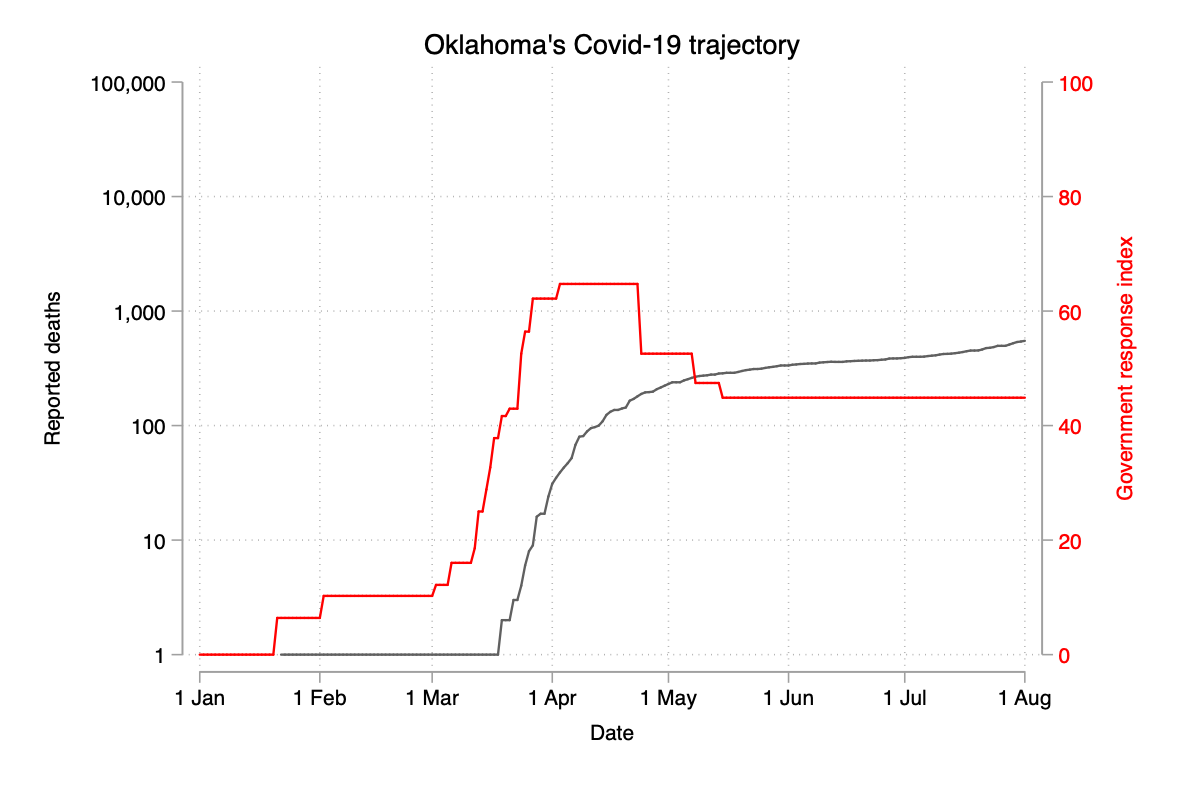 Oklahoma's Covid-19 trajectory
100,000
10,000
1,000
100
10
1
Reported deaths
100
80
60
40
20
0
Government response index
1 Jan
1 Feb
1 Mar
1 Apr
1 May
1 Jun
1 Jul
1 Aug
Date